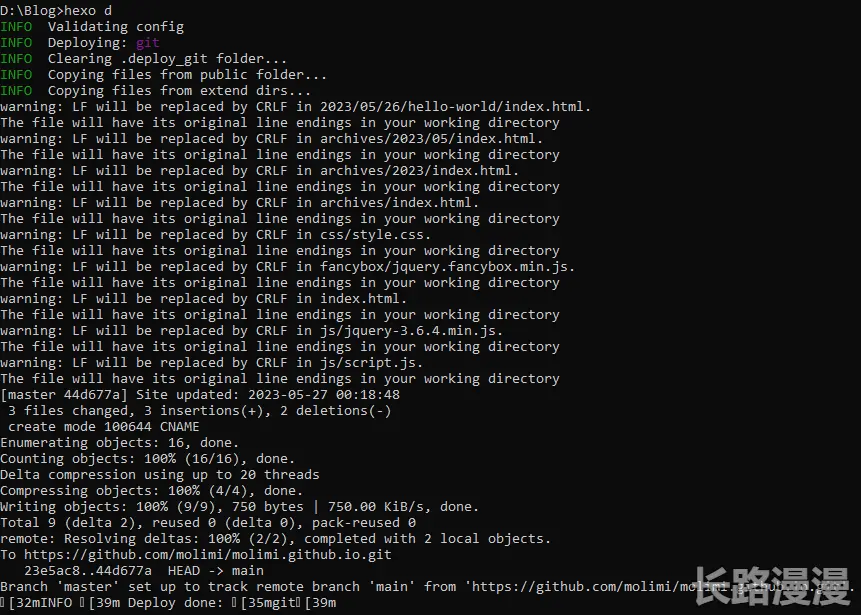 D:\Blog>hexo d
INFO  Validating config
INFO  Deploying: git
INFO  Clearing .deploy_git folder...
INFO  Copying files from public folder...
INFO  Copying files from extend dirs...
warning: LF will be replaced by CRLF in 2023/05/26/hello-world/index.html.
The file will have its original line endings in your working directory
warning: LF will be replaced by CRLF in archives/2023/05/index.html.
The file will have its original line endings in your working directory
warning: LF will be replaced by CRLF in archives/2023/index.html.
The file will have its original line endings in your working directory
warning: LF will be replaced by CRLF in archives/index.html.
The file will have its original line endings in your working directory
warning: LF will be replaced by CRLF in css/style.css.
The file will have its original line endings in your working directory
warning: LF will be replaced by CRLF in fancybox/jquery.fancybox.min.js.
The file will have its original line endings in your working directory
warning: LF will be replaced by CRLF in index.html.
The file will have its original line endings in your working directory
warning: LF will be replaced by CRLF in js/jquery-3.6.4.min.js.
The file will have its original line endings in your working directory
warning: LF will be replaced by CRLF in js/script.js.
The file will have its original line endings in your working directory
[master 44d677a] Site updated: 2023-05-27 00:18:48
 3 files changed, 3 insertions(+), 2 deletions(-)
 create mode 100644 CNAME
Enumerating objects: 16, done.
Counting objects: 100% (16/16), done.
Delta compression using up to 20 threads
Compressing objects: 100% (4/4), done.
Writing objects: 100% (9/9), 750 bytes | 750.00 KiB/s, done.
Total 9 (delta 2), reused 0 (delta 0), pack-reused 0
remote: Resolving deltas: 100% (2/2), completed with 2 local objects.
To https://github.com/molimi/molimi.github.io.git
   23e5ac8..44d677a  HEAD -> main
Branch 'master' set up to track remote branch 'main' from 'https://github.com/molimi/molimi.github.io.git'.
[32mINFO [39m Deploy done: [35mgit[39m
长路漫漫